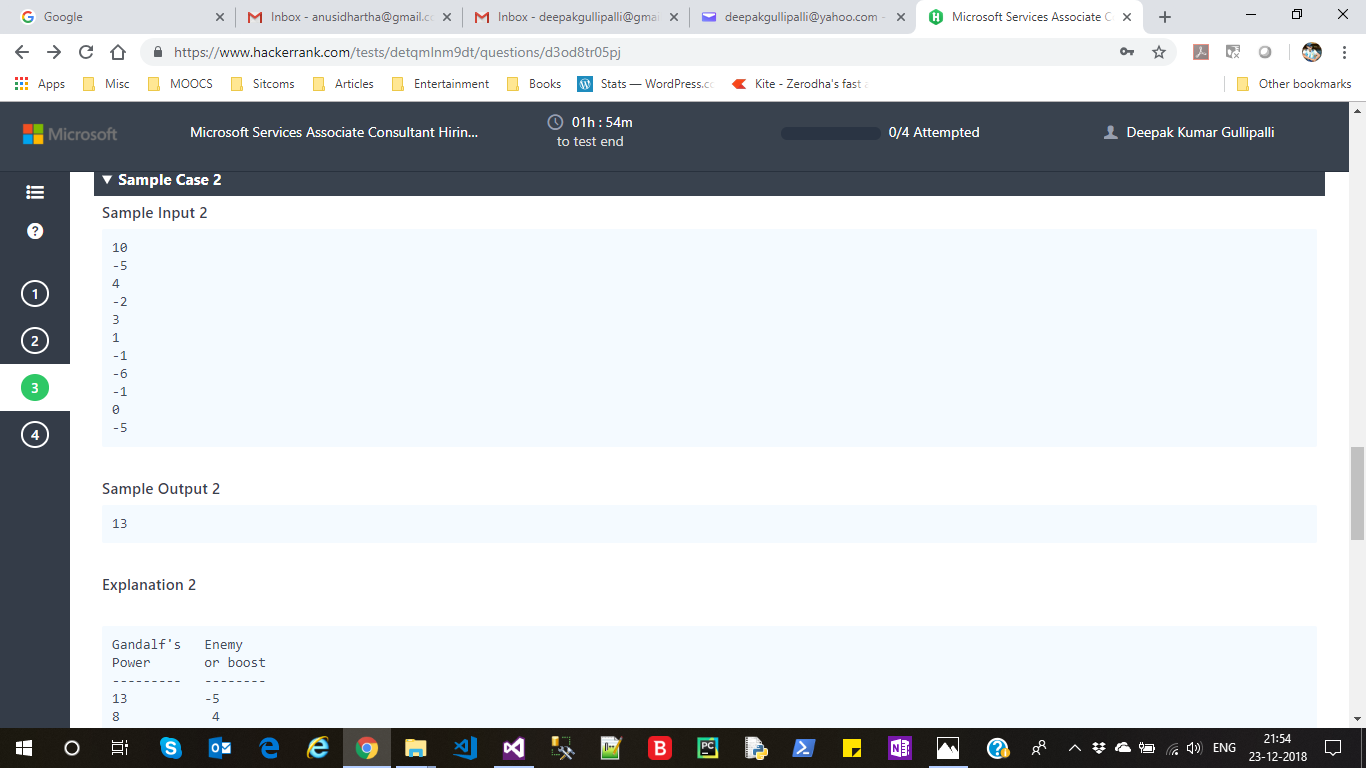 Google
Inbox - anusidhartha@gmail.c
Inbox - deepakgullipalli@gmai
deepakgullipalli@yahoo.com -
Microsoft Services Associate C
https://www.hackerrank.com/tests/detqmlnm9dt/questions/d3od8tr05pj
Apps
Misc
MOOCS
Sitcoms
Articles
Entertainment
Books
Stats — WordPress.c
Kite - Zerodha's fast
Other bookmarks
Microsoft
Microsoft Services Associate Consultant Hirin...
01h : 54m
to test end
0/4 Attempted
Deepak Kumar Gullipalli
1
2
3
4
Sample Case 2
Sample Input 2
10
-5
4
-2
3
1
-1
-6
-1
0
-5
Sample Output 2
13
Explanation 2
Gandalf's Enemy
Power or boost
--------- --------
13 -5
8 4
ENG
21:54
23-12-2018